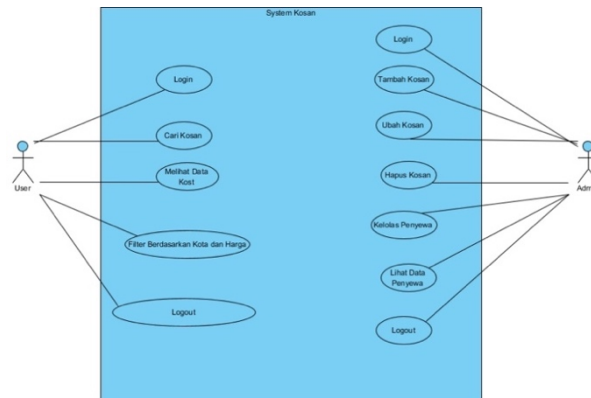 System Kosan
Login
Cari Kosan
Melihat Data
Kost
Filter Berdasarkan Kota dan Harga
Logout
User
Login
Tambah Kosan
Ubah Kosan
Hapus Kosan
Kelolas Penyewa
Lihat Data
Penyewa
Logout
Adm